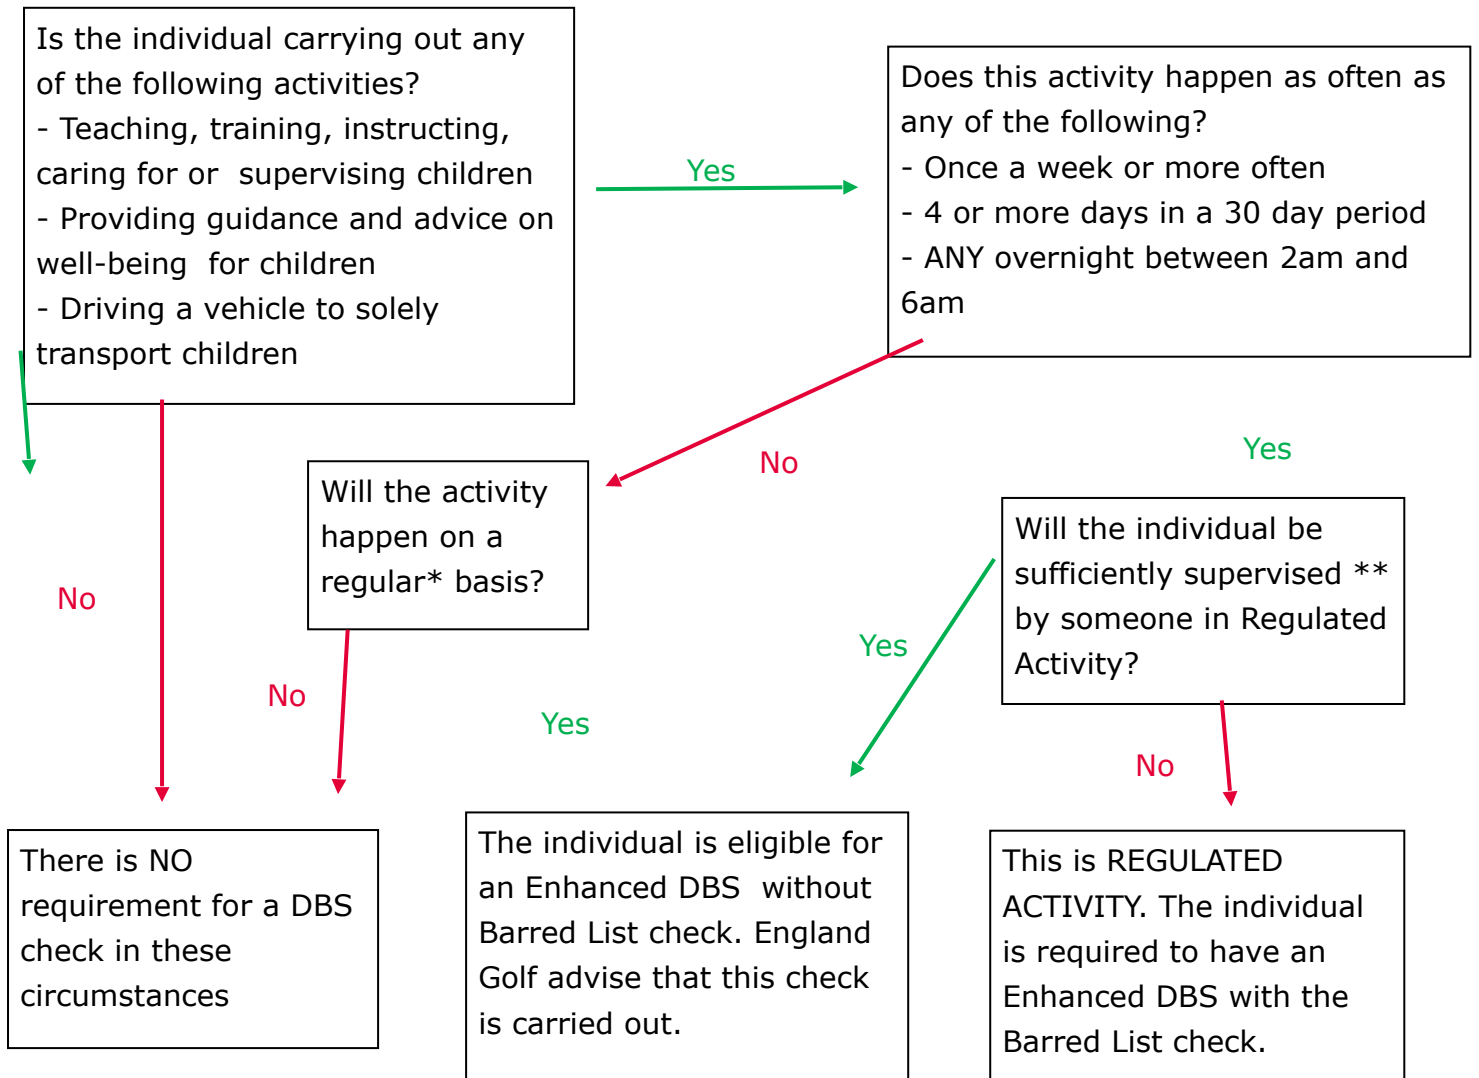 Is the individual carrying out any
of the following activities?
- Teaching, training, instructing,
caring for or  supervising children
- Providing guidance and advice on
well-being  for children
- Driving a vehicle to solely
transport children
Yes
Does this activity happen as often as
any of the following?
- Once a week or more often
- 4 or more days in a 30 day period
- ANY overnight between 2am and
6am
No
Yes
Will the activity
happen on a
regular* basis?
Will the individual be
sufficiently supervised **
by someone in Regulated
Activity?
No
Yes
No
Yes
No
There is NO
requirement for a DBS
check in these
circumstances
The individual is eligible for
an Enhanced DBS  without
Barred List check. England
Golf advise that this check
is carried out.
This is REGULATED
ACTIVITY. The individual
is required to have an
Enhanced DBS with the
Barred List check.